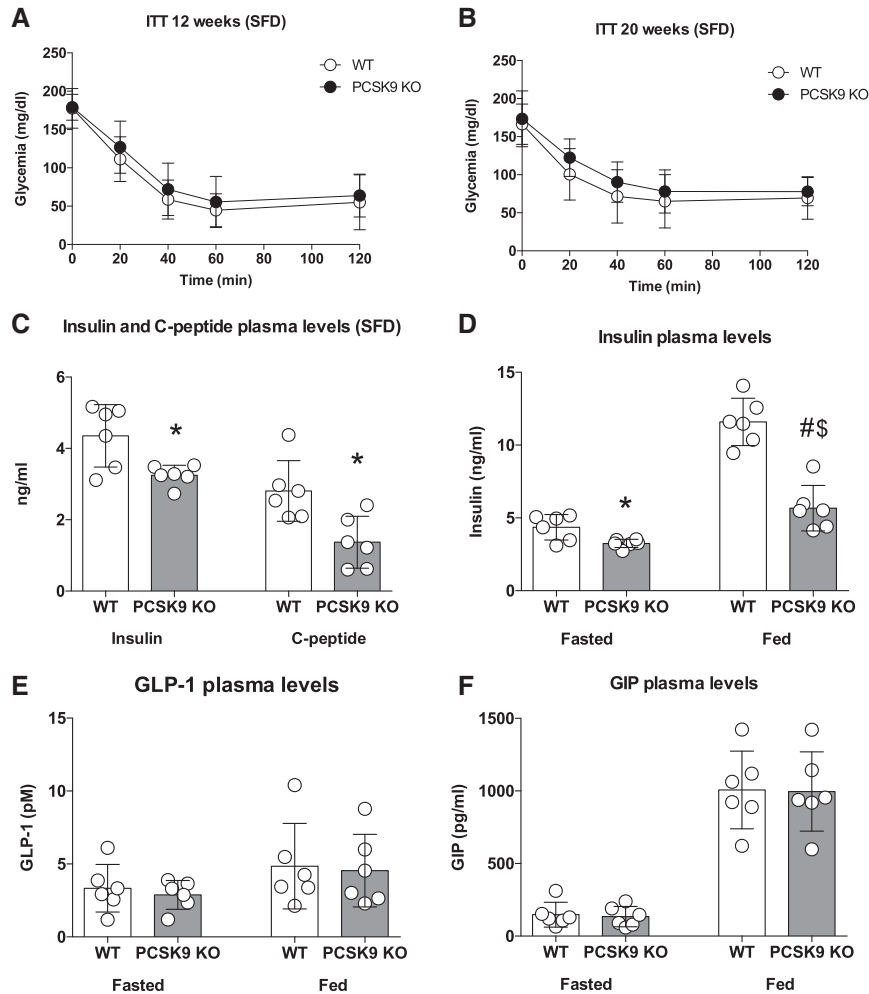 A
ITT 12 weeks (SFD)
250
200
150
100
50
0
Glycemia (mg/dl)
WT
PCSK9 KO
0 20 40 60 80 100 120
Time (min)
B
ITT 20 weeks (SFD)
250
200
150
100
50
0
Glycemia (mg/dl)
WT
PCSK9 KO
0 20 40 60 80 100 120
Time (min)
C
Insulin and C-peptide plasma levels (SFD)
6
4
2
0
ng/ml
*
*
WT PCSK9 KO WT PCSK9 KO
Insulin C-peptide
D
Insulin plasma levels
15
10
5
0
Insulin (ng/ml)
*
#$
WT PCSK9 KO WT PCSK9 KO
Fasted Fed
E
GLP-1 plasma levels
15
10
5
0
GLP-1 (pM)
WT PCSK9 KO WT PCSK9 KO
Fasted Fed
F
GIP plasma levels
1500
1000
500
0
GIP (pg/ml)
WT PCSK9 KO WT PCSK9 KO
Fasted Fed